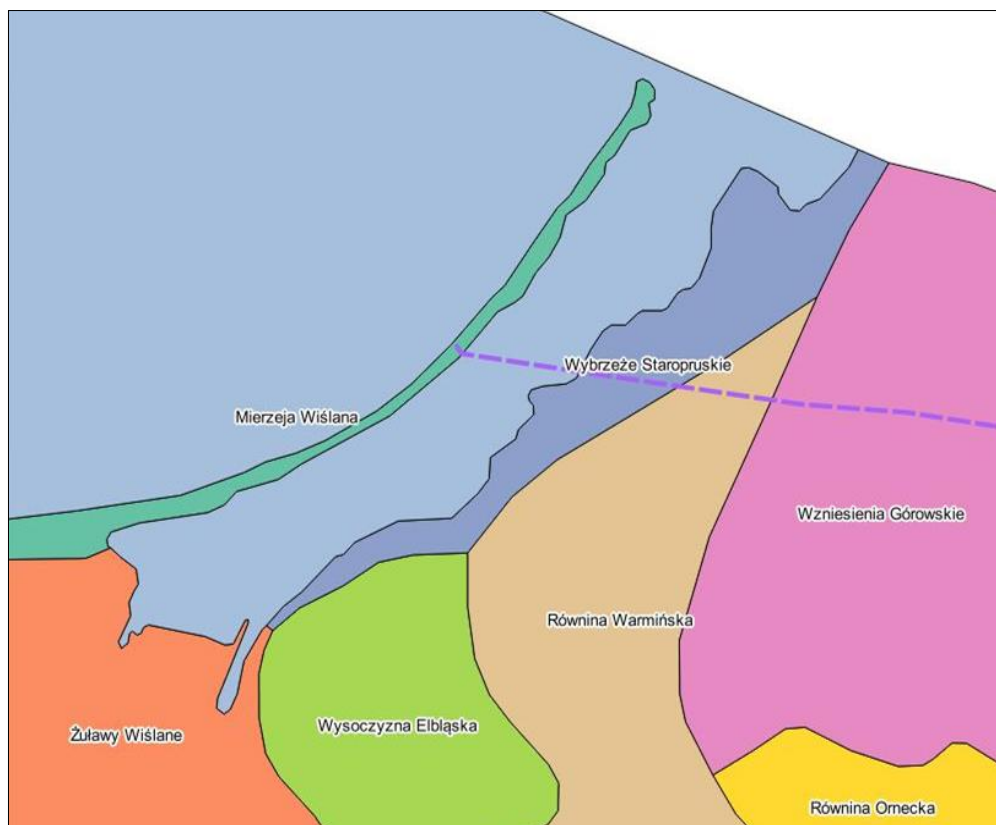 Wybrzeże Staropruskie
Mierzeja Wiślana
Wzniesienia Górowskie
Równina Warmińska
Wysoczyzna Elbląska
Żuławy Wiślane
Równina Ornecka